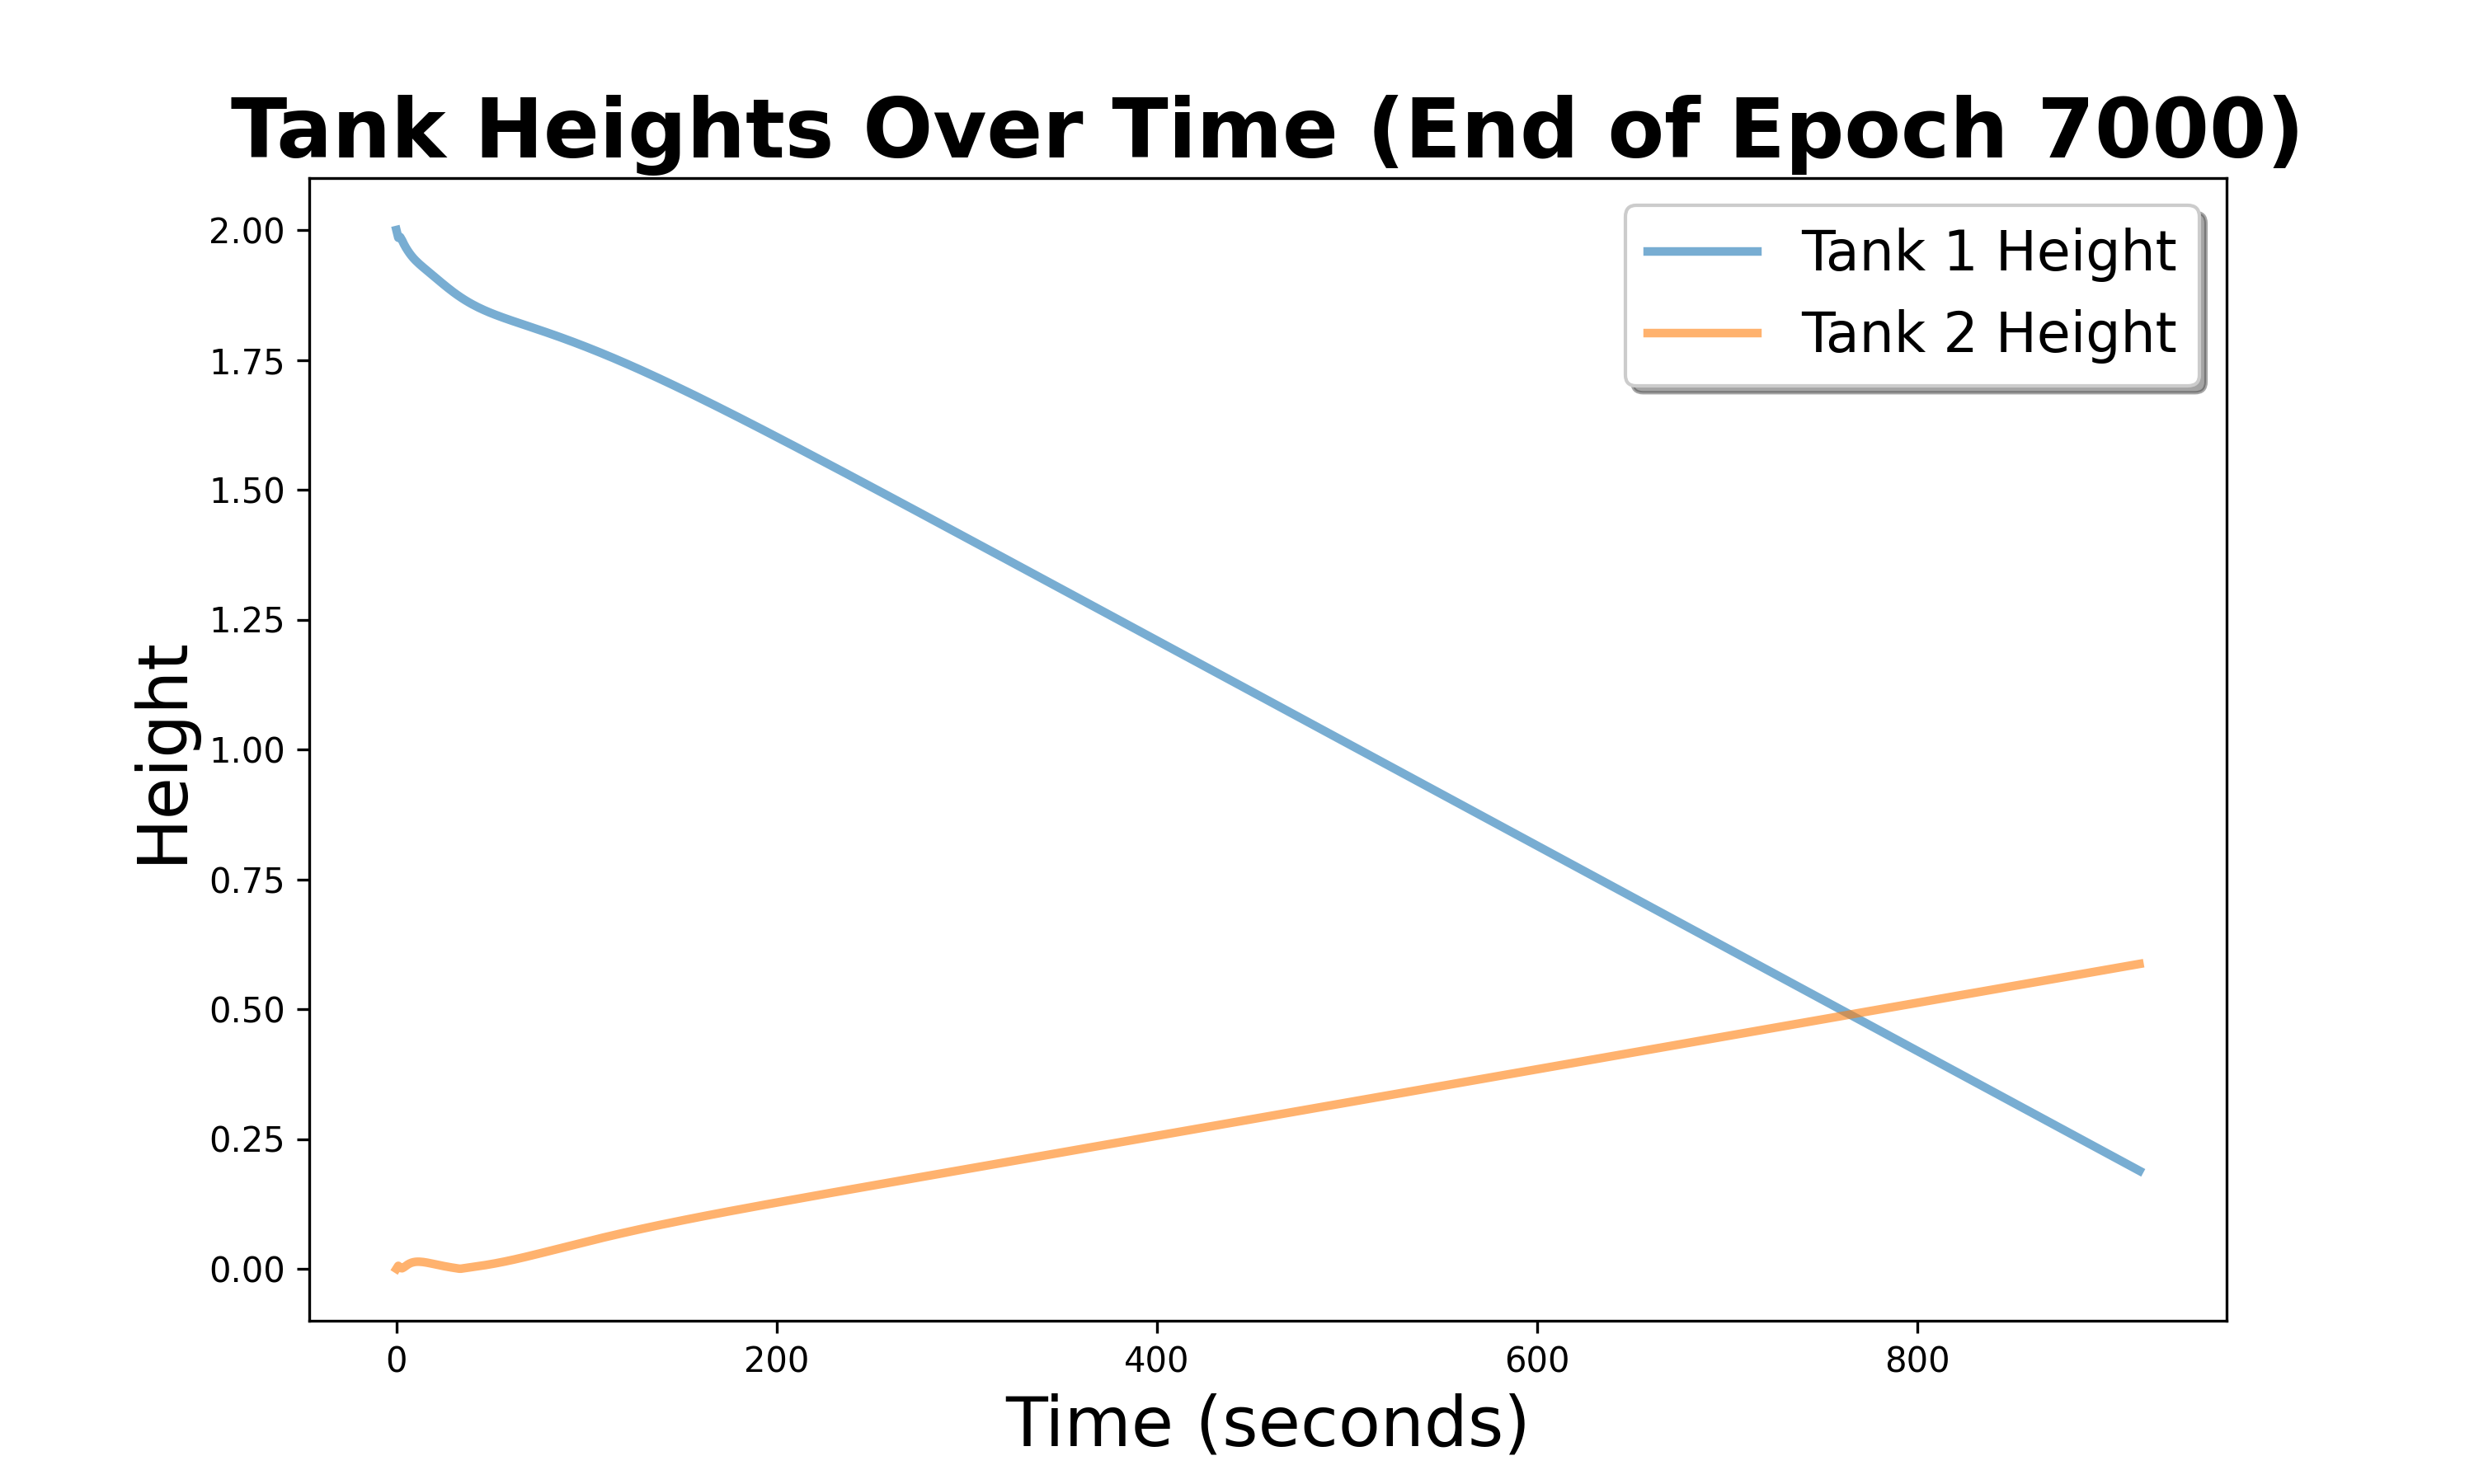 Tank Heights Over Time (End of Epoch 7000)
Tank 1 Height
Tank 2 Height
Height
2.00
1.75
1.50
1.25
1.00
0.75
0.50
0.25
0.00
0 200 400 600 800
Time (seconds)